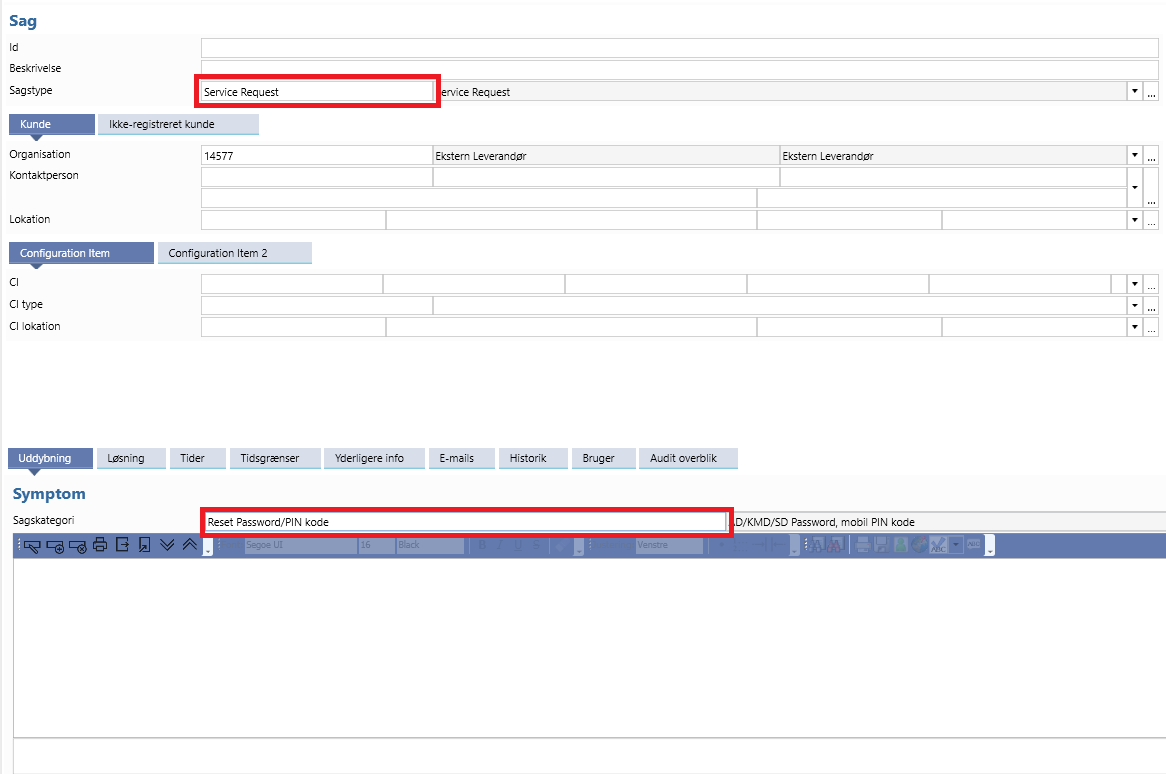 Sag
Id
Beskrivelse
Sagstype Service Request ervice Request ...
Kunde Ikke-registreret kunde
Organisation 14577 Ekstern Leverandør Ekstern Leverandør ...
Kontaktperson
...
Lokation ...
Configuration Item Configuration Item 2
CI ...
CI type ...
CI lokation ...
Uddybning Løsning Tider Tidsgrænser Yderligere info E-mails Historik Bruger Audit overblik
Symptom
Sagskategori Reset Password/PIN kode AD/KMD/SD Password, mobil PIN kode
Segoe UI 16 Black B I U S Venstre ABC Abc